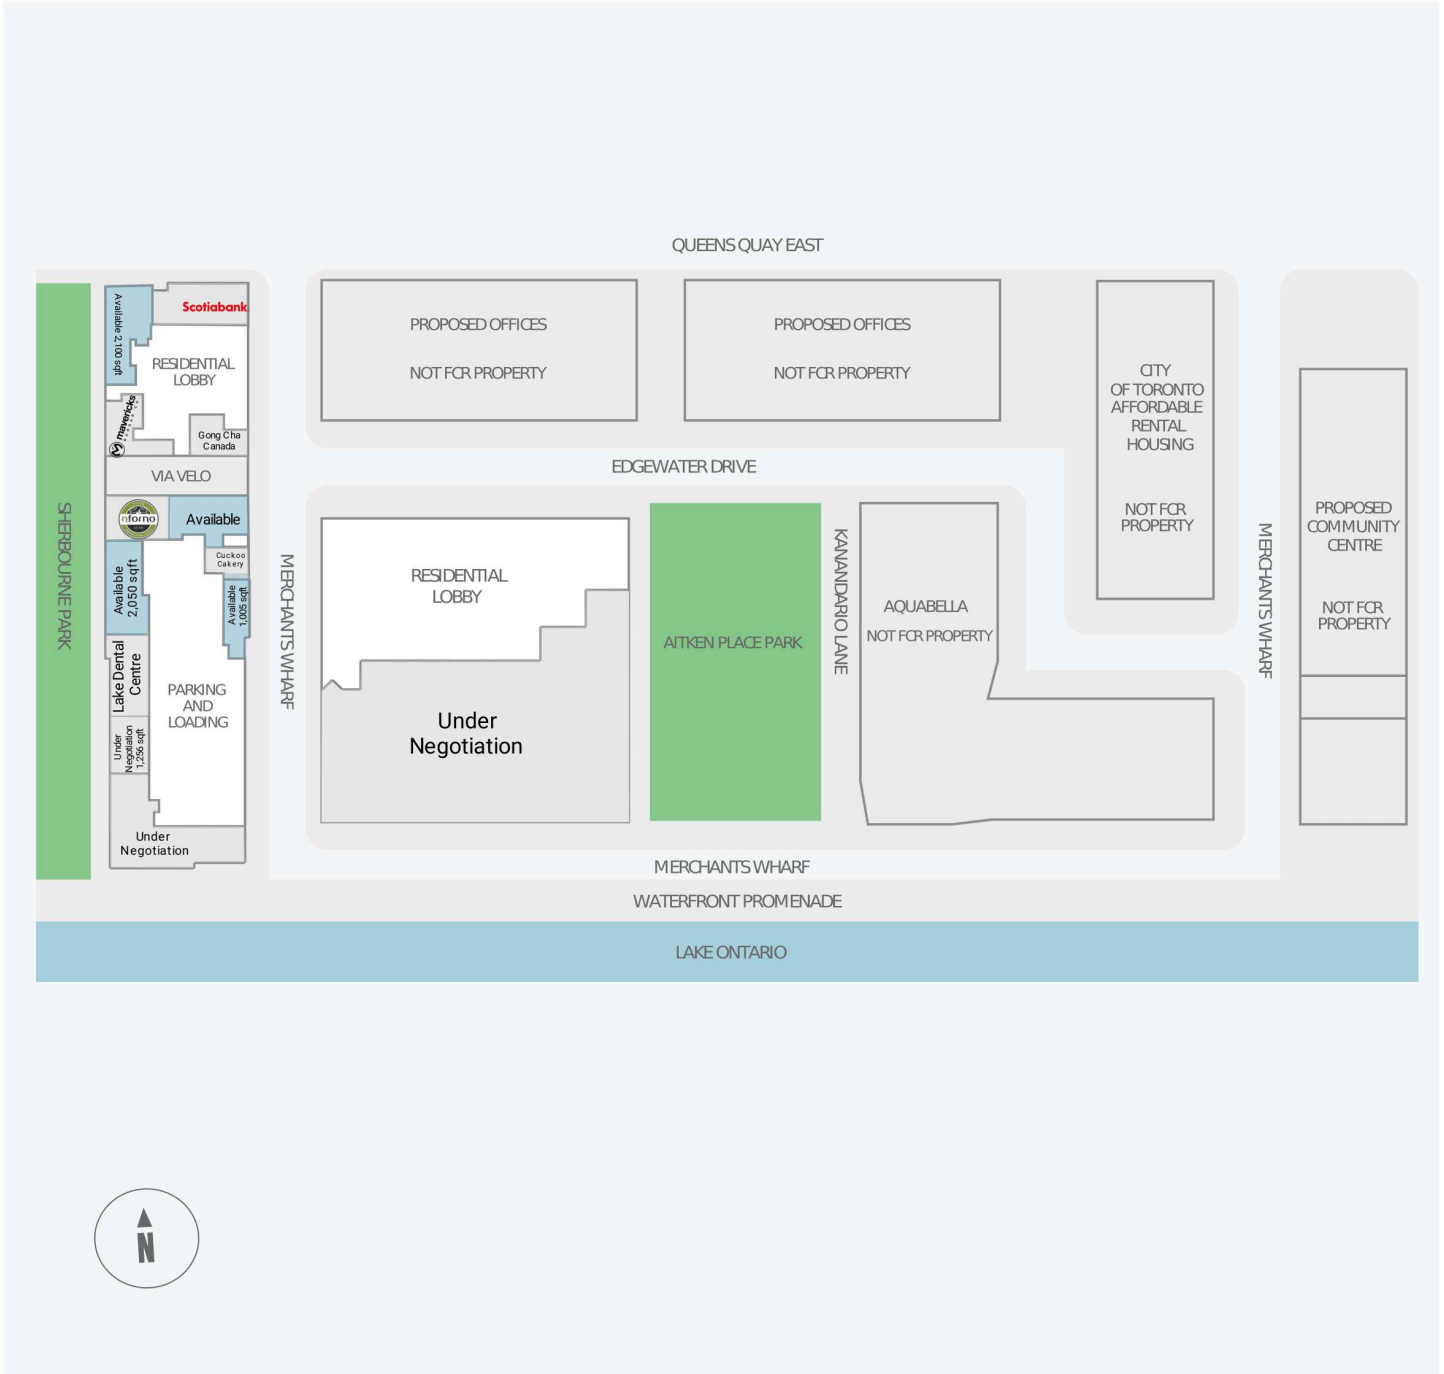 QUEENS QUAY EAST
Available 2,100 sqft
Scotiabank
RESIDENTIAL
LOBBY
mavericks
Gong Cha
Canada
VIA VELO
nforno
Available
Cuckoo
Cakery
Available
2,050 sqft
Available
1,005 sqft
Lake Dental
Centre
PARKING
AND
LOADING
Under
Negotiation
1,256 sqft
Under
Negotiation
SHERBOURNE PARK
MERCHANTS WHARF
PROPOSED OFFICES
NOT FCR PROPERTY
PROPOSED OFFICES
NOT FCR PROPERTY
CITY
OF TORONTO
AFFORDABLE
RENTAL
HOUSING
NOT FCR
PROPERTY
EDGEWATER DRIVE
RESIDENTIAL
LOBBY
Under
Negotiation
AITKEN PLACE PARK
KANANDARIO LANE
AQUABELLA
NOT FCR PROPERTY
MERCHANTS WHARF
PROPOSED
COMMUNITY
CENTRE
NOT FCR
PROPERTY
MERCHANTS WHARF
WATERFRONT PROMENADE
LAKE ONTARIO
N